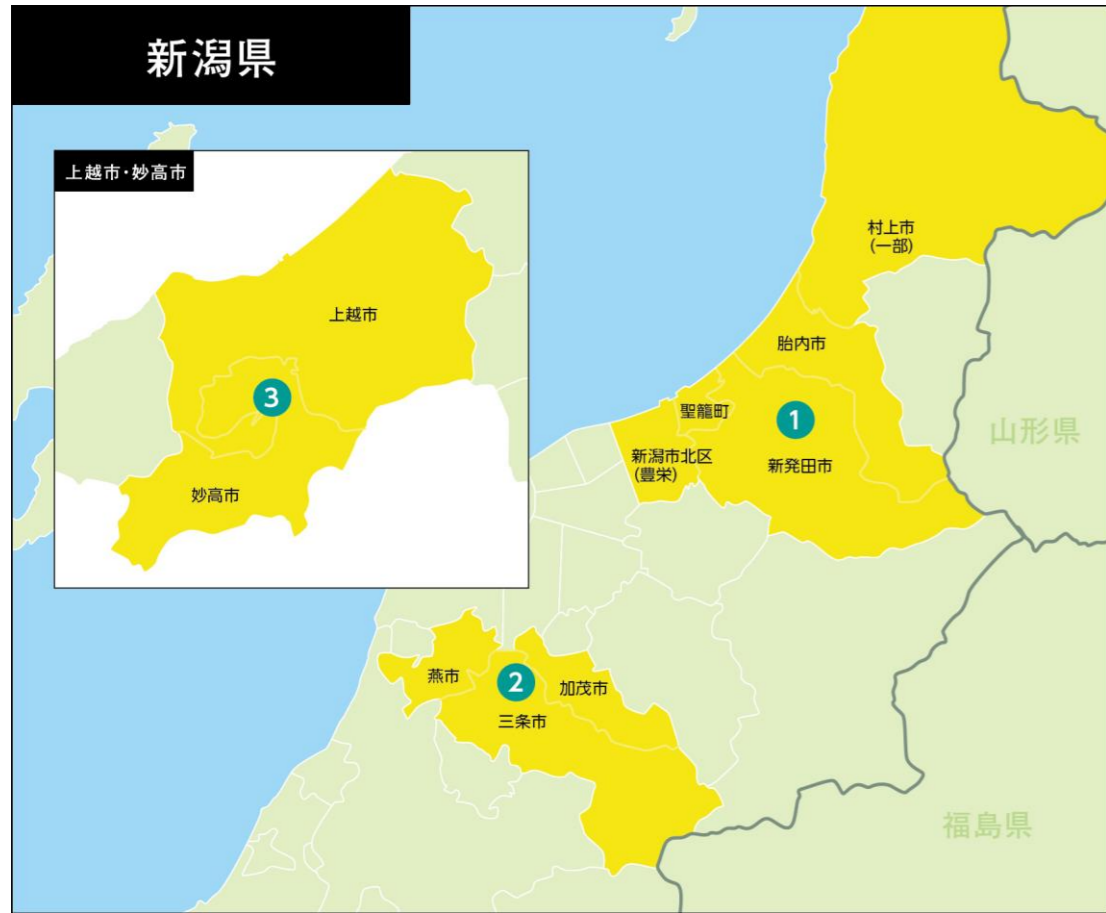 新潟県
上越市・妙高市
上越市
3
妙高市
村上市
(一部)
胎内市
聖籠町
1
新潟市北区
(豊栄)
新発田市
山形県
燕市
2
加茂市
三条市
福島県